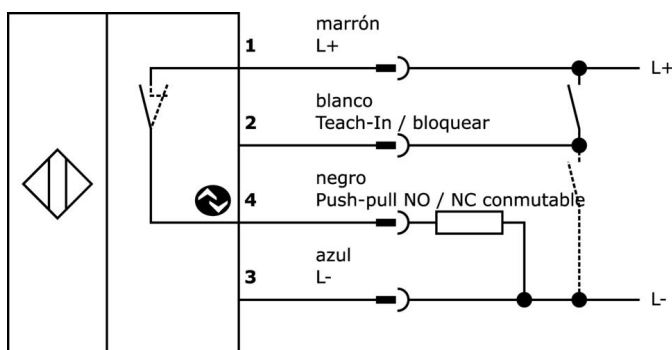 marrón
1 L+
L+
blanco
2 Teach-In / bloquear
negro
4 Push-pull NO / NC conmutable
azul
3 L-
L-